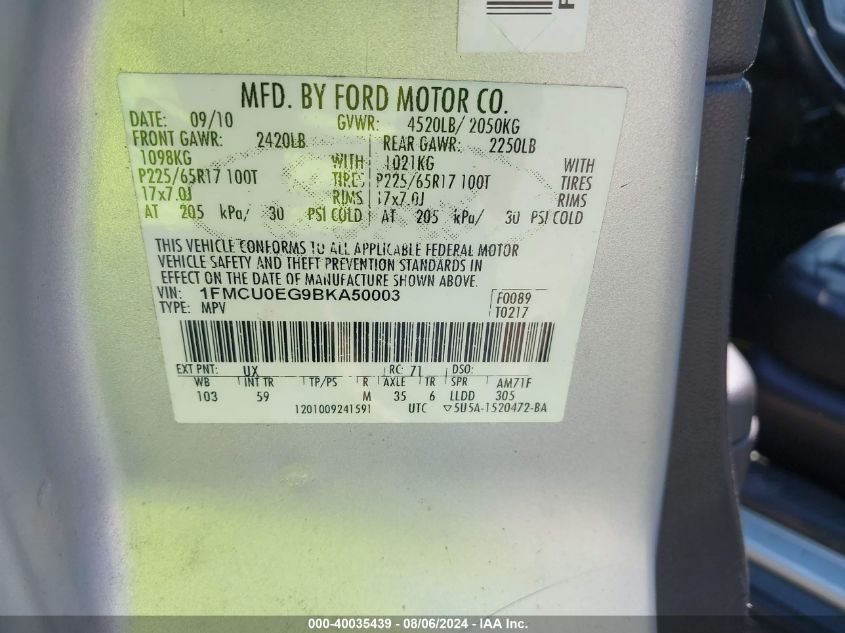 F
MFD. BY FORD MOTOR CO.
DATE: 09/10 GVWR: 4520LB/ 2050KG
FRONT GAWR: 2420LB REAR GAWR: 2250LB
1098KG WITH 1021KG WITH
P225/65R17 100T TIRES P225/65R17 100T TIRES
17x7.0J RIMS 17x7.0J RIMS
AT 205 kPa/ 30 PSI COLD AT 205 kPa/ 30 PSI COLD
THIS VEHICLE CONFORMS TO ALL APPLICABLE FEDERAL MOTOR
VEHICLE SAFETY AND THEFT PREVENTION STANDARDS IN
EFFECT ON THE DATE OF MANUFACTURE SHOWN ABOVE.
VIN: 1FMCU0EG9BKA50003 F0089
TYPE: MPV T0217
EXT PNT: UX RC: 71 DSO:
WB INT TR TP/PS R AXLE TR SPR AM71F
103 59 M 35 6 LLDD 305
1201009241591 UTC ▽5U5A-1520472-BA
000-40035439 - 08/06/2024 - IAA Inc.